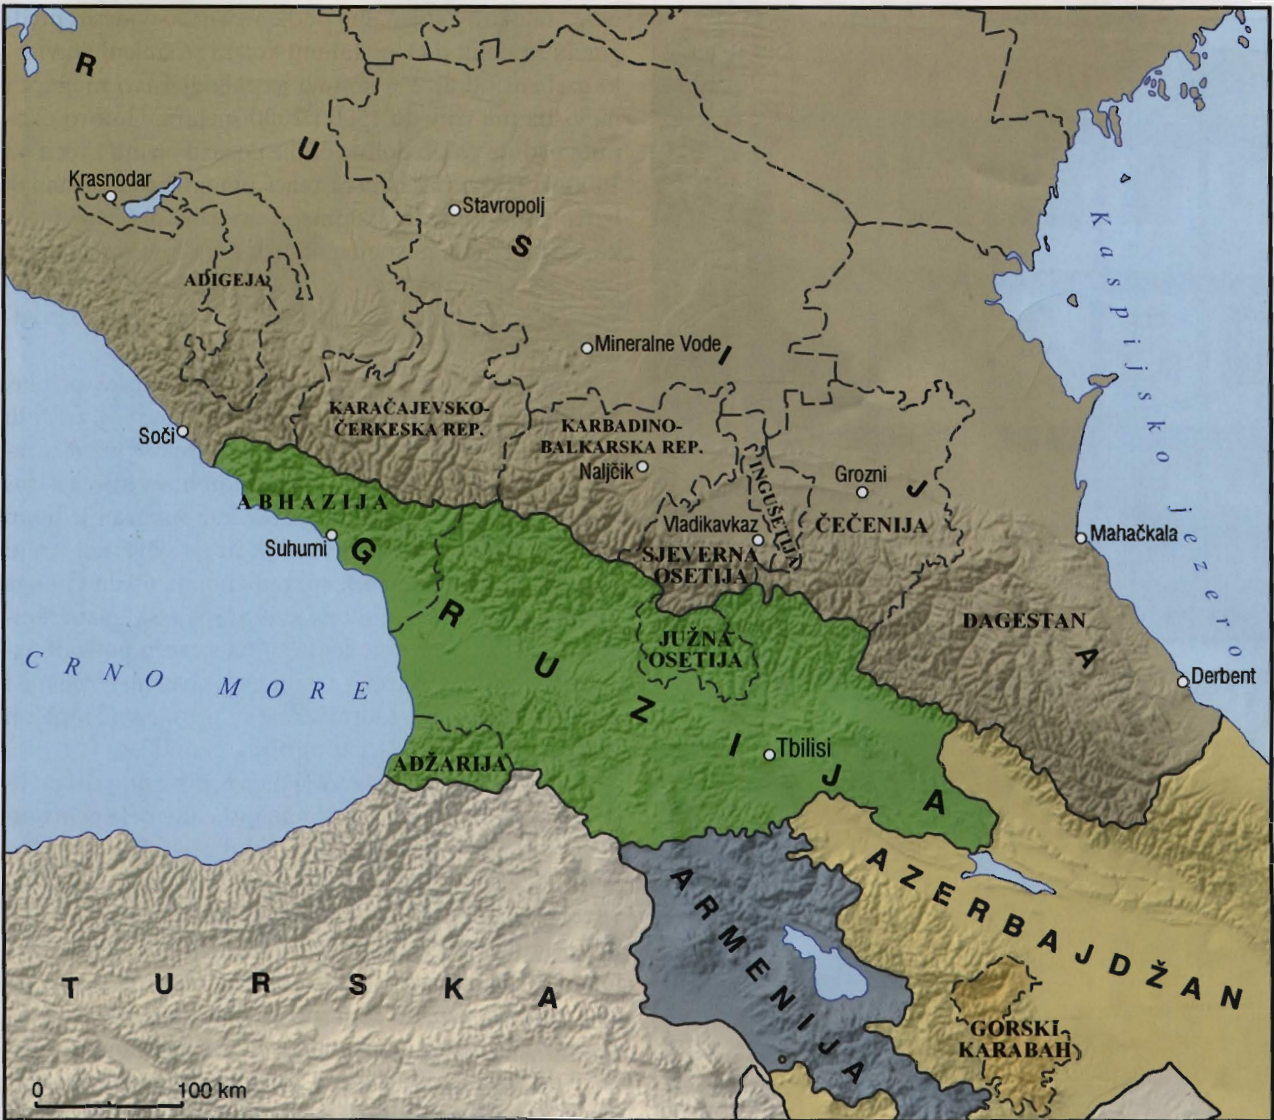 R U S I J A
Krasnodar
Stavropolj
ADIGEJA
Mineralne Vode
KARAČAJEVSKO-
ČERKESKA REP.
KARBADINO-
BALKARSKA REP.
Naljčik
Soči
INGUŠETIJA
Grozni
ČEČENIJA
ABHAZIJA
Suhumi
Vladikavkaz
SJEVERNA
OSETIJA
Mahačkala
Kaspijsko jezero
DAGESTAN
Derbent
GRUZIJA
JUŽNA
OSETIJA
CRNO MORE
Tbilisi
ADŽARIJA
ARMENIJA
AZERBAJDŽAN
TURSKA
GORSKI
KARABAH
0 100 km